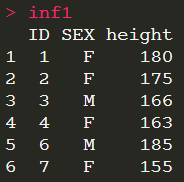 > inf1
  ID SEX height
1  1   F    180
2  2   F    175
3  3   M    166
4  4   F    163
5  6   M    185
6  7   F    155